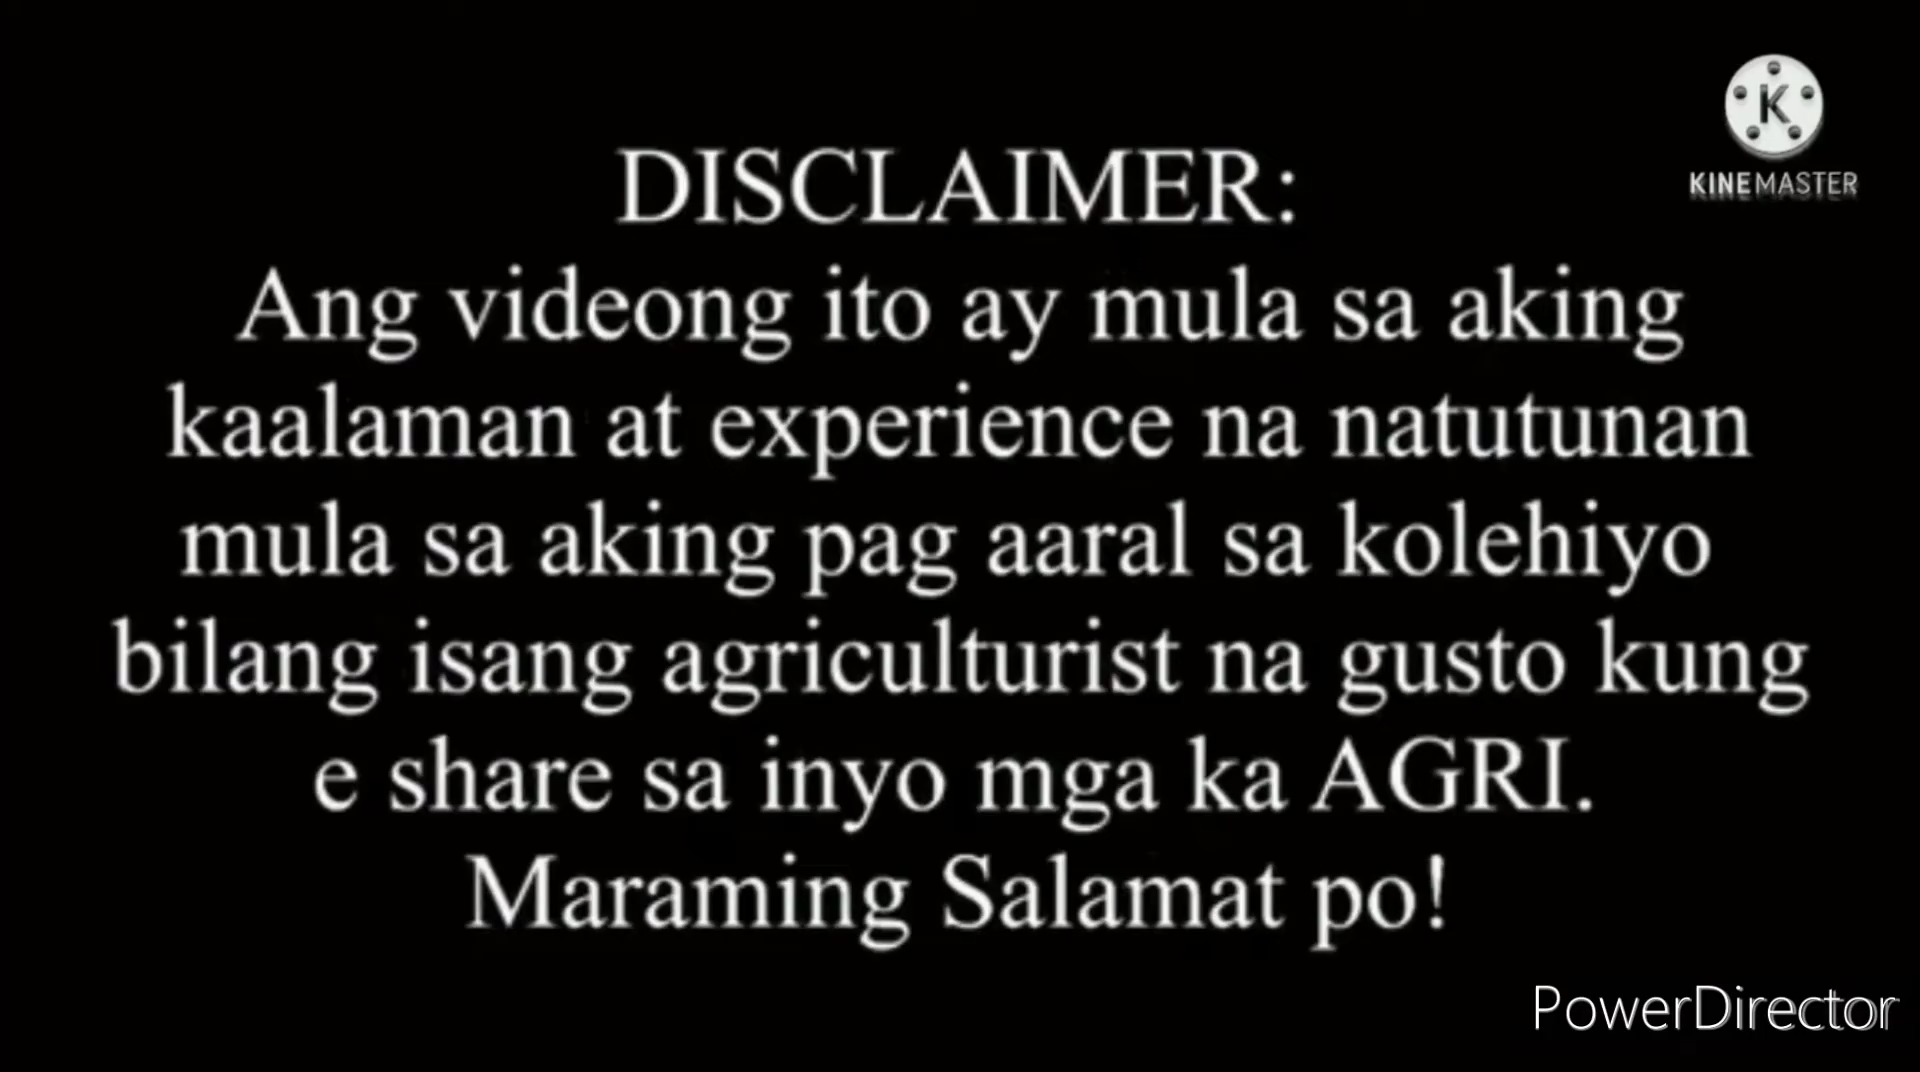 K
KINEMASTER
DISCLAIMER:
Ang videong ito ay mula sa aking
kaalaman at experience na natutunan
mula sa aking pag aaral sa kolehiyo
bilang isang agriculturist na gusto kung
e share sa inyo mga ka AGRI.
Maraming Salamat po!
PowerDirector